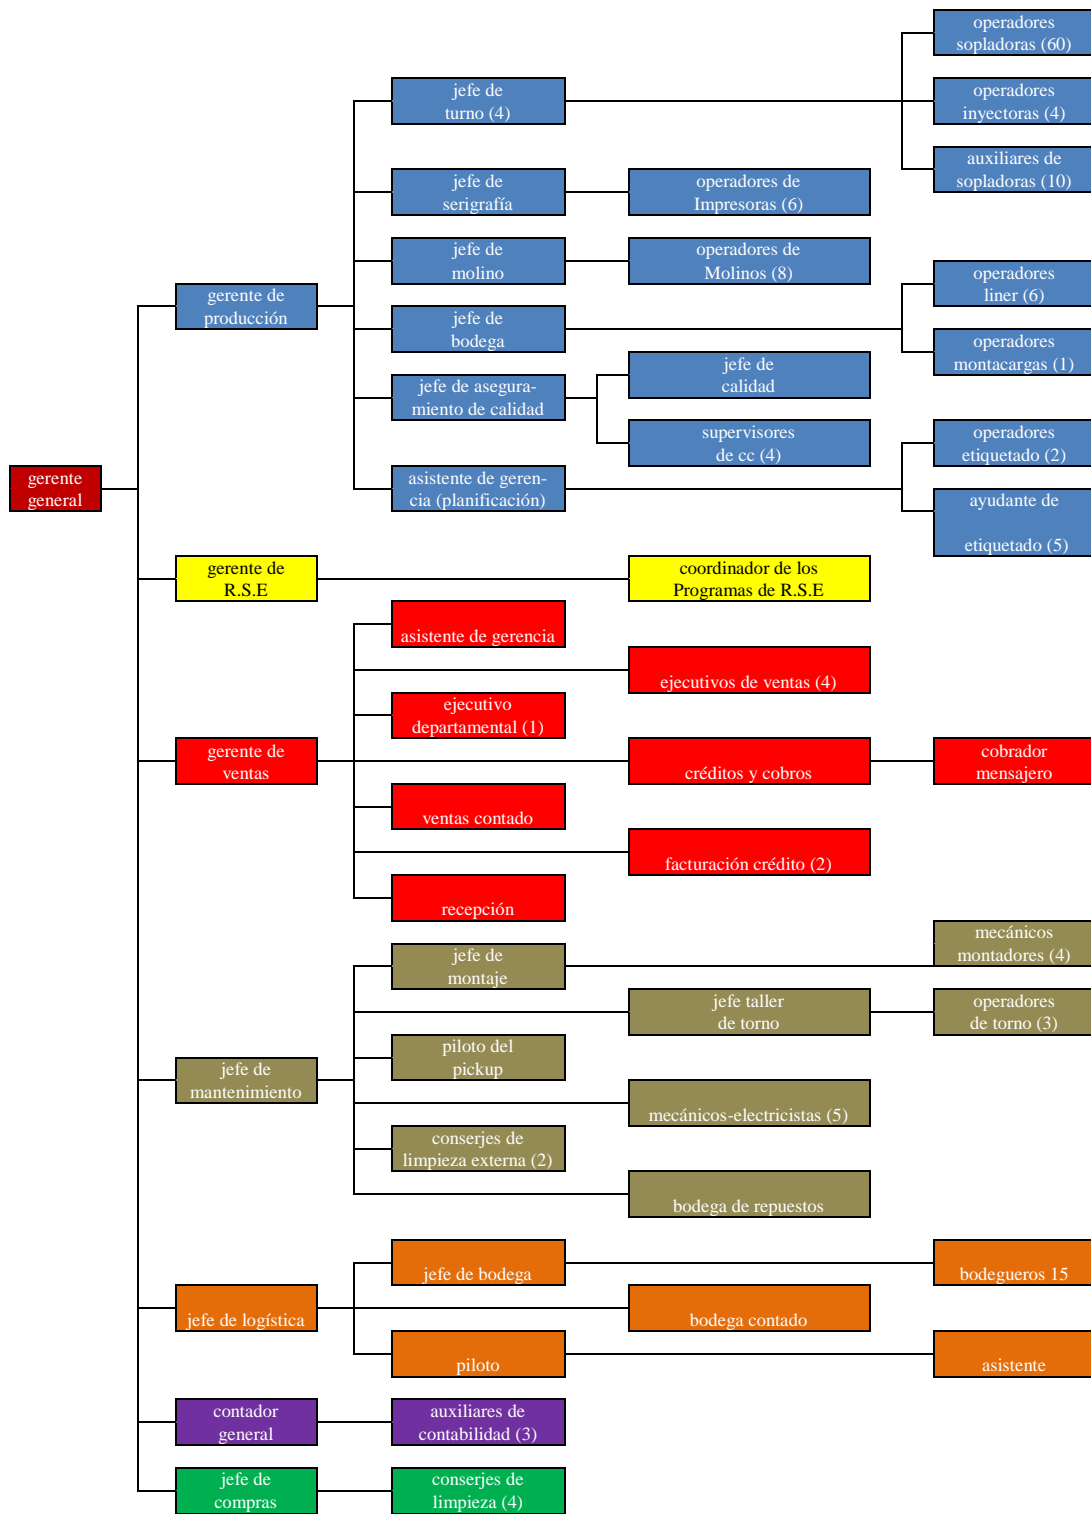 operadores
sopladoras (60)
jefe de
turno (4)
operadores
inyectoras (4)
auxiliares de
sopladoras (10)
jefe de
serigrafía
operadores de
Impresoras (6)
jefe de
molino
operadores de
Molinos (8)
operadores
liner (6)
gerente de
producción
jefe de
bodega
operadores
montacargas (1)
jefe de
calidad
jefe de asegura-
miento de calidad
supervisores
de cc (4)
operadores
etiquetado (2)
gerente
general
asistente de geren-
cia (planificación)
ayudante de
etiquetado (5)
gerente de
R.S.E
coordinador de los
Programas de R.S.E
asistente de gerencia
ejecutivos de ventas (4)
ejecutivo
departamental (1)
gerente de
ventas
créditos y cobros
cobrador
mensajero
ventas contado
facturación crédito (2)
recepción
mecánicos
montadores (4)
jefe de
montaje
jefe taller
de torno
operadores
de torno (3)
piloto del
pickup
jefe de
mantenimiento
mecánicos-electricistas (5)
conserjes de
limpieza externa (2)
bodega de repuestos
jefe de bodega
bodegueros 15
jefe de logística
bodega contado
piloto
asistente
contador
general
auxiliares de
contabilidad (3)
jefe de
compras
conserjes de
limpieza (4)